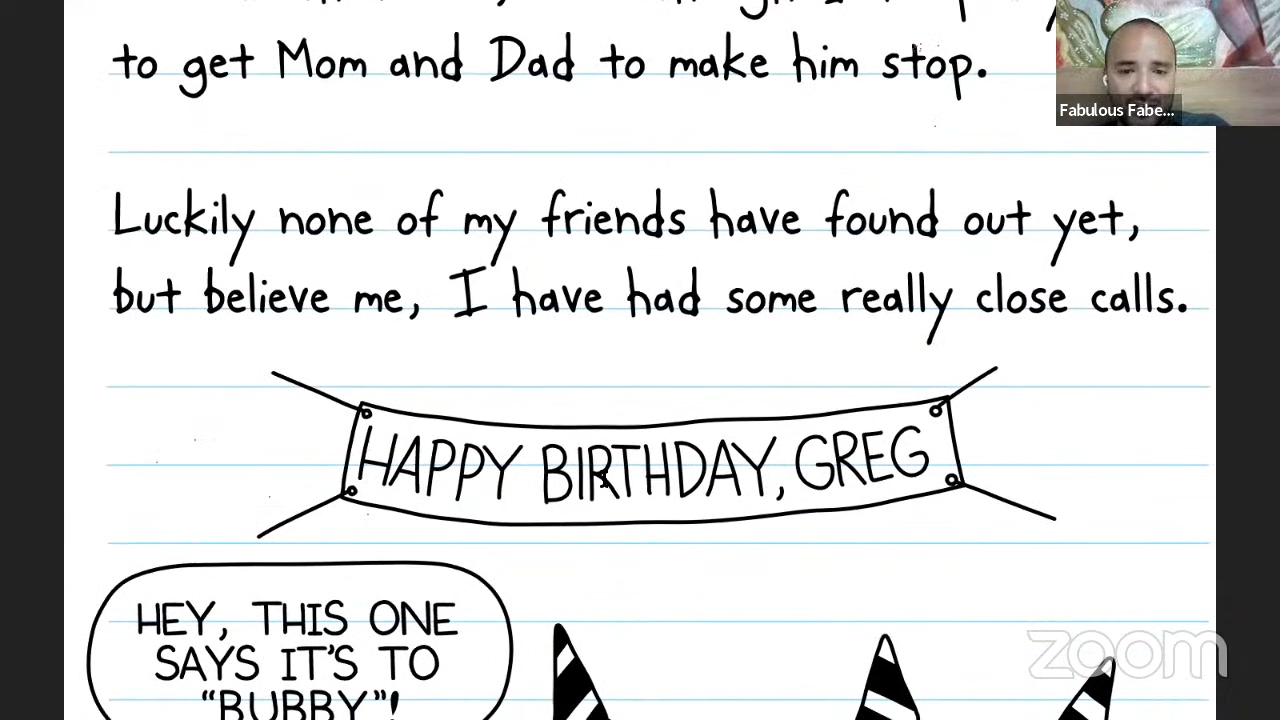 to get Mom and Dad to make him stop.
Fabulous Fabe...
Luckily none of my friends have found out yet,
but believe me, I have had some really close calls.
HAPPY BIRTHDAY, GREG
HEY, THIS ONE
SAYS IT'S TO
"BUBBY"!
zoom